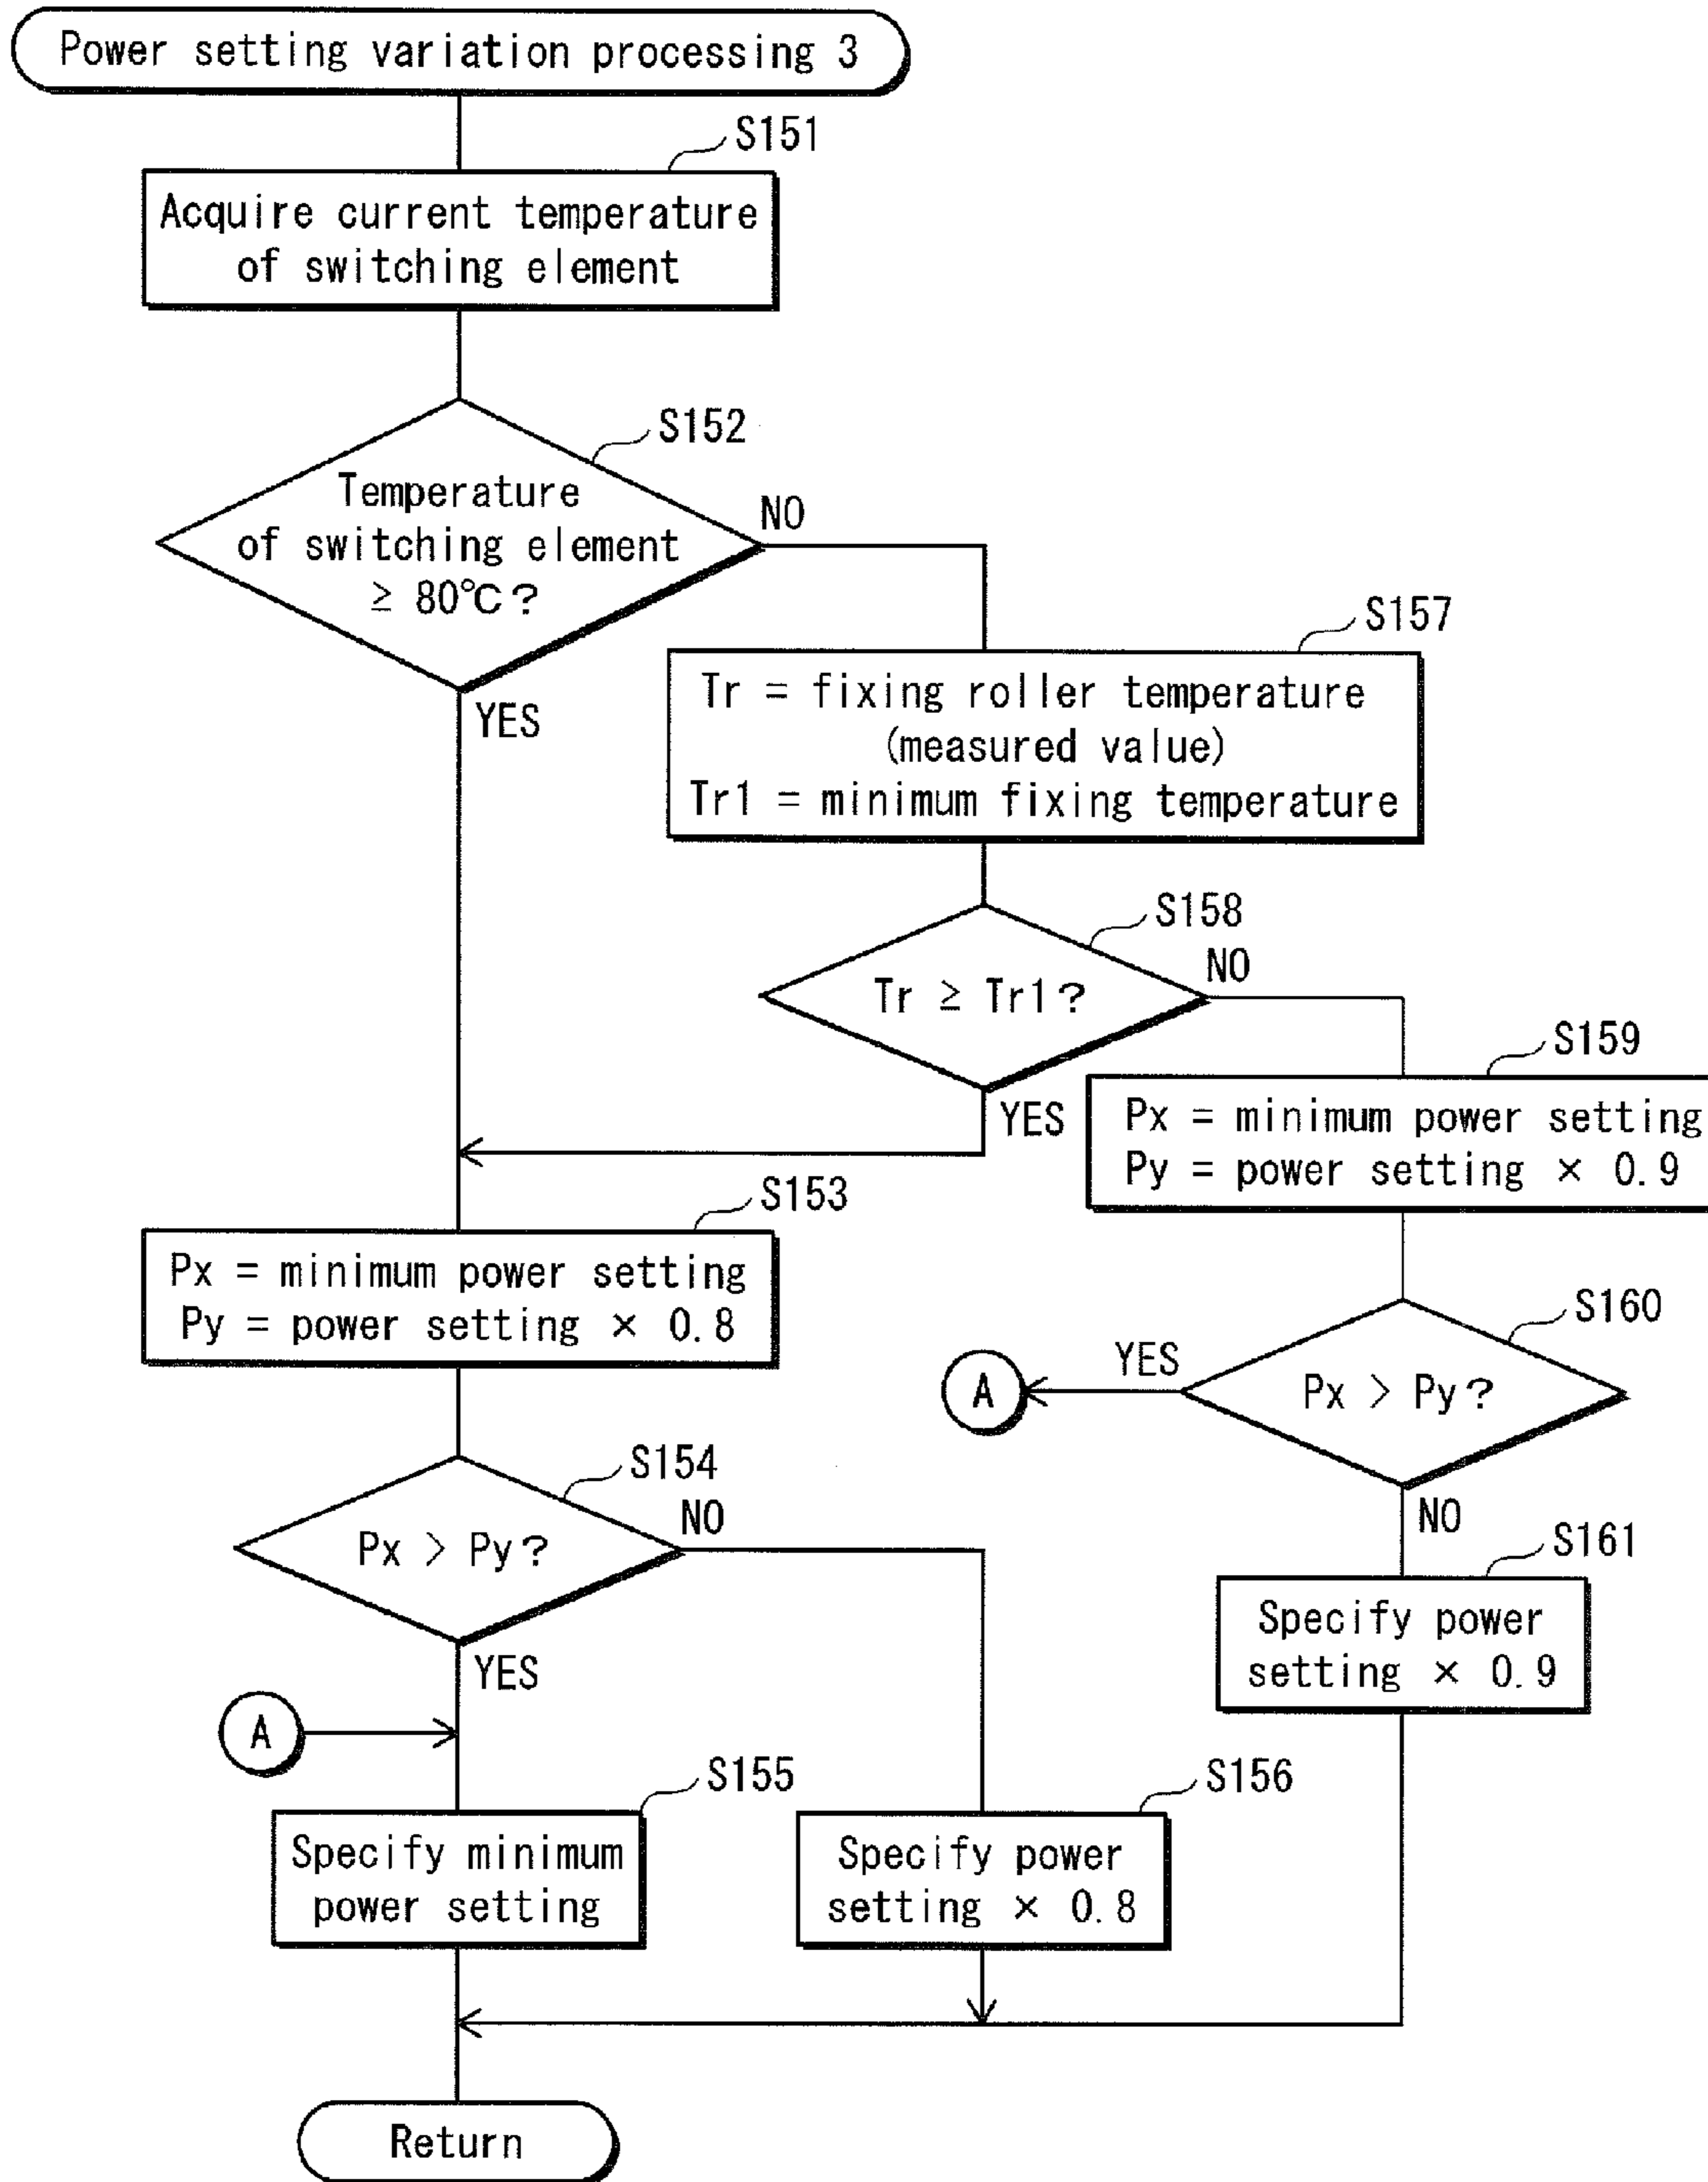 Power setting variation processing 3
S151
Acquire current temperature
of switching element
S152
Temperature
of switching element
≥ 80℃?
NO
YES
S157
Tr = fixing roller temperature
(measured value)
Tr1 = minimum fixing temperature
S158
Tr ≥ Tr1?
NO
YES
S159
Px = minimum power setting
Py = power setting × 0.9
S153
Px = minimum power setting
Py = power setting × 0.8
S160
Px > Py?
YES
A
NO
S154
Px > Py?
NO
YES
S161
Specify power
setting × 0.9
A
S155
Specify minimum
power setting
S156
Specify power
setting × 0.8
Return